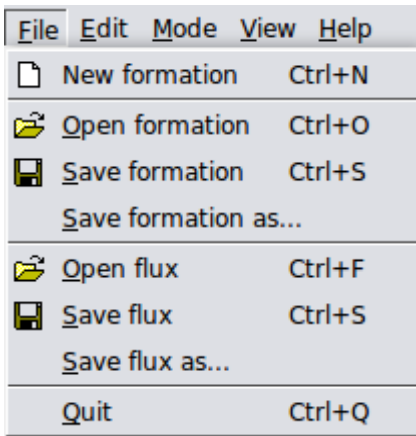 File Edit Mode View Help
New formation Ctrl+N
Open formation Ctrl+O
Save formation Ctrl+S
Save formation as...
Open flux Ctrl+F
Save flux Ctrl+S
Save flux as...
Quit Ctrl+Q